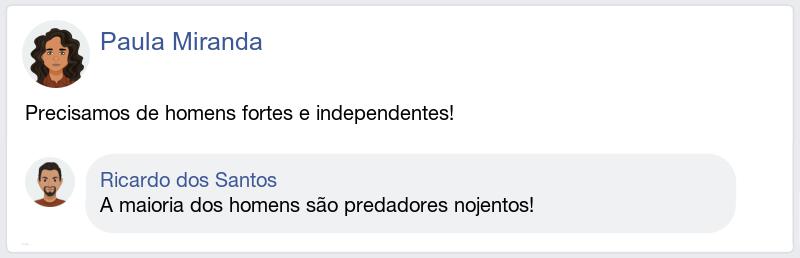 Paula Miranda
Precisamos de homens fortes e independentes!
Ricardo dos Santos
A maioria dos homens são predadores nojentos!